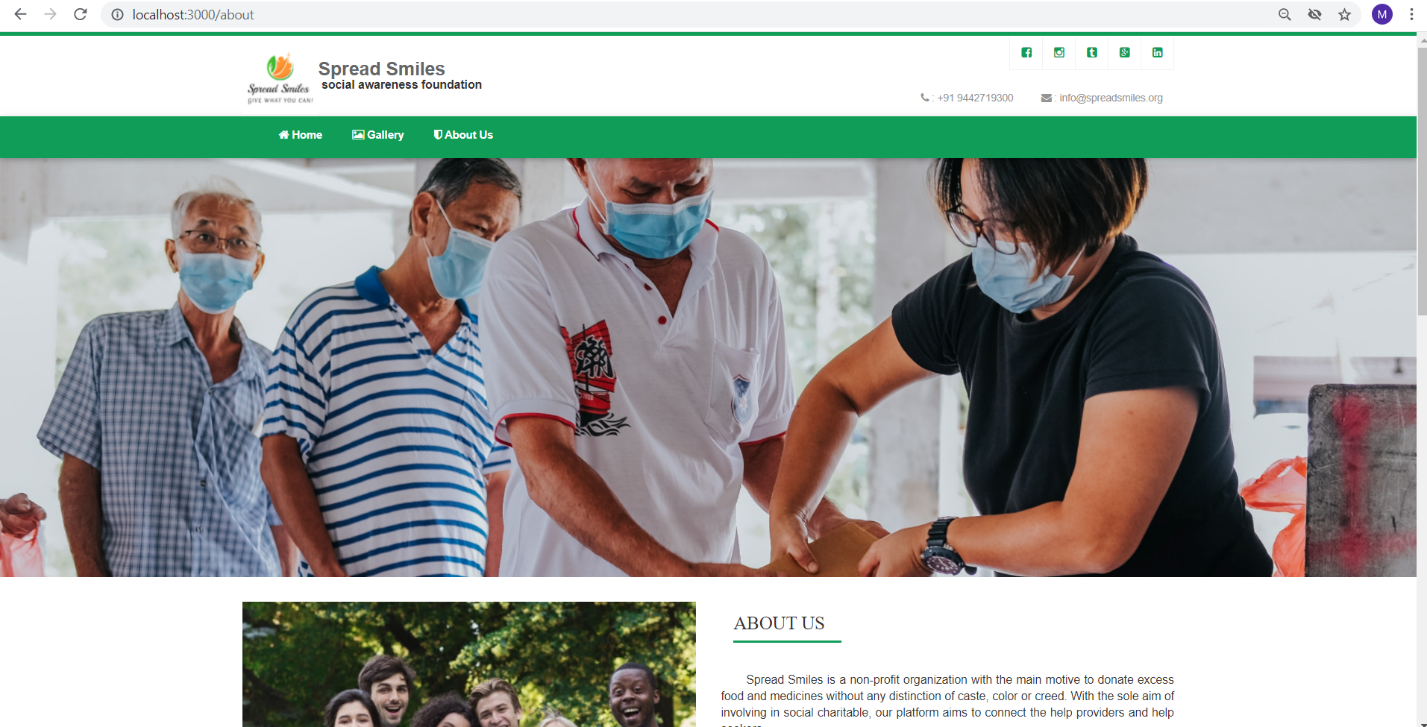 localhost:3000/about
M
Spread Smiles
social awareness foundation
Spread Smiles
GIVE WHAT YOU CAN!
: +91 9442719300
: info@spreadsmiles.org
Home
Gallery
About Us
ABOUT US
Spread Smiles is a non-profit organization with the main motive to donate excess
food and medicines without any distinction of caste, color or creed. With the sole aim of
involving in social charitable, our platform aims to connect the help providers and help